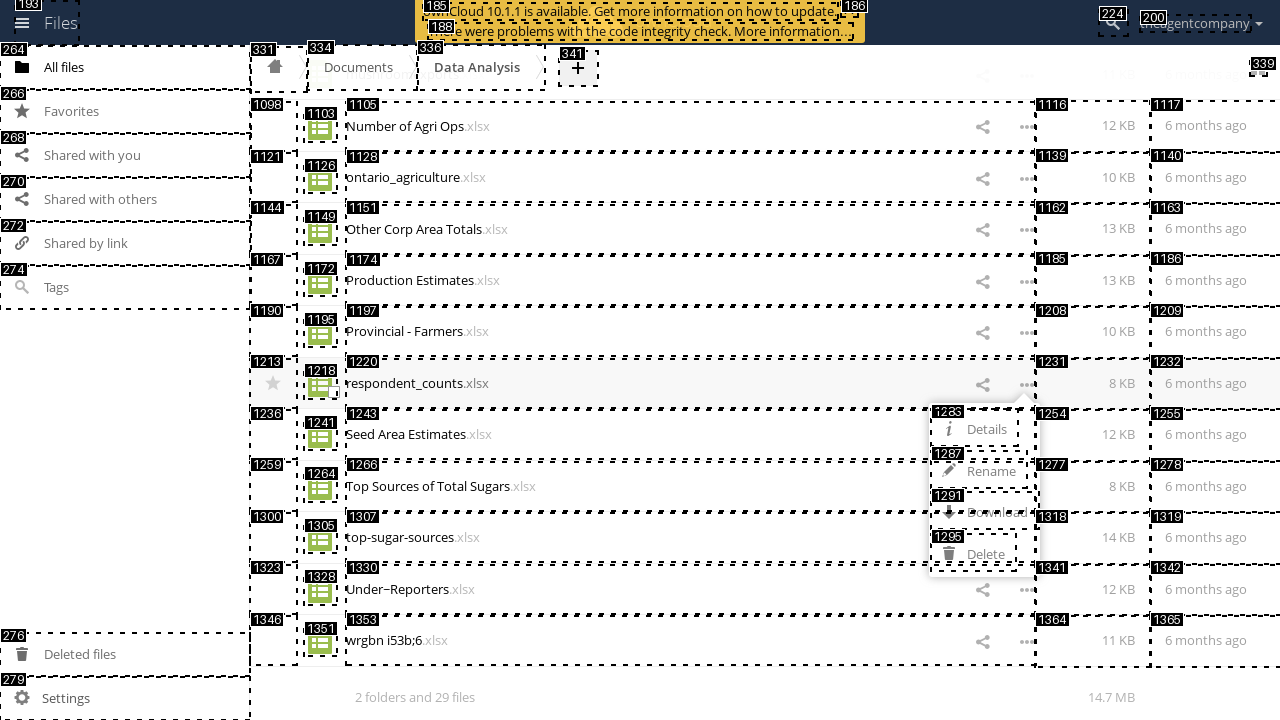 193
Files
185
ownCloud 10.1.1 is available. Get more information on how to update.
186
188
There were problems with the code integrity check. More information…
224
200
theagentcompany
264
All files
331
334
Documents
336
Data Analysis
341
+
339
266
Favorites
268
Shared with you
270
Shared with others
272
Shared by link
274
Tags
1098
1103
1105
Number of Agri Ops.xlsx
1116
12 KB
1117
6 months ago
1121
1126
1128
ontario_agriculture.xlsx
1139
10 KB
1140
6 months ago
1144
1149
1151
Other Corp Area Totals.xlsx
1162
13 KB
1163
6 months ago
1167
1172
1174
Production Estimates.xlsx
1185
13 KB
1186
6 months ago
1190
1195
1197
Provincial - Farmers.xlsx
1208
10 KB
1209
6 months ago
1213
1218
1220
respondent_counts.xlsx
1231
8 KB
1232
6 months ago
1236
1241
1243
Seed Area Estimates.xlsx
1283
Details
1254
12 KB
1255
6 months ago
1259
1264
1266
Top Sources of Total Sugars.xlsx
1287
Rename
1277
8 KB
1278
6 months ago
1300
1305
1307
top-sugar-sources.xlsx
1291
Download
1318
14 KB
1319
6 months ago
1295
Delete
1323
1328
1330
Under~Reporters.xlsx
1341
12 KB
1342
6 months ago
1346
1351
1353
wrgbn i53b;6.xlsx
1364
11 KB
1365
6 months ago
276
Deleted files
279
Settings
2 folders and 29 files
14.7 MB